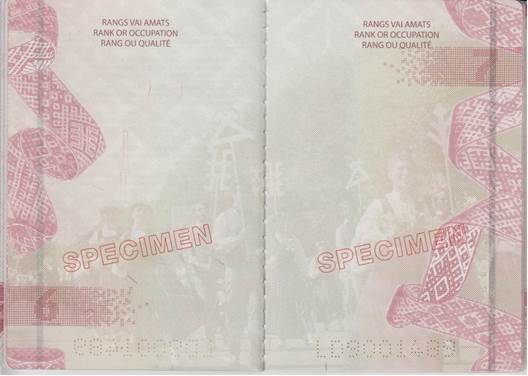 RANGS VAI AMATS
RANK OR OCCUPATION
RANG OU QUALITÉ
SPECIMEN
6
RANGS VAI AMATS
RANK OR OCCUPATION
RANG OU QUALITÉ
7
SPECIMEN